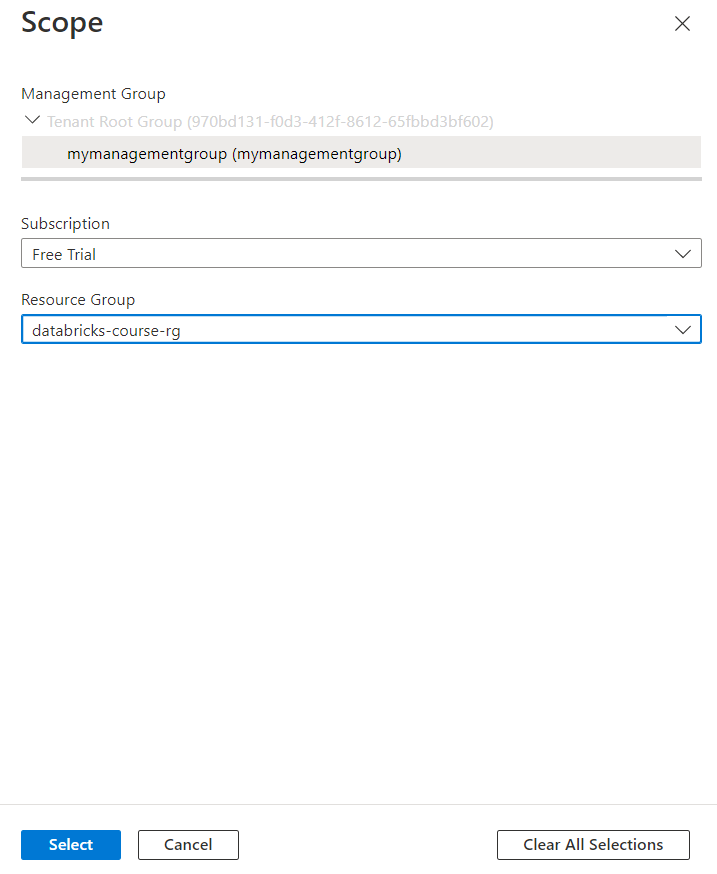 Scope
Management Group
Tenant Root Group (970bd131-f0d3-412f-8612-65fbbd3bf602)
mymanagementgroup (mymanagementgroup)
Subscription
Free Trial
Resource Group
databricks-course-rg
Select Cancel Clear All Selections